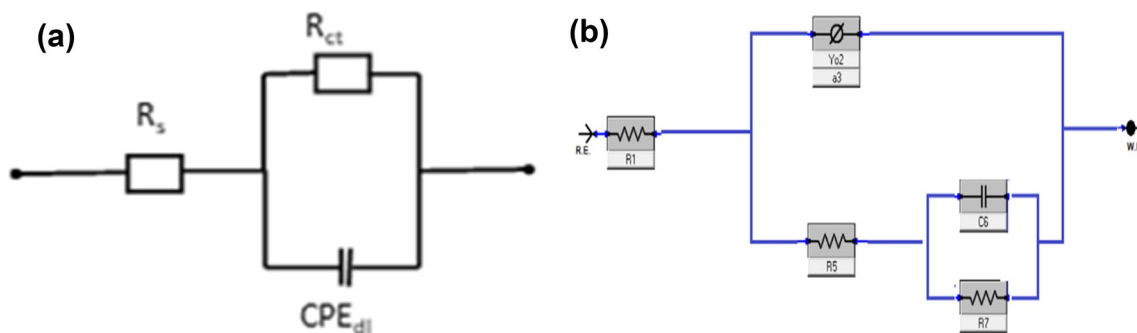 (a)
R_ct
R_s
CPE_dl
(b)
Yo2
a3
R.E.
R1
W.
C6
R5
R7